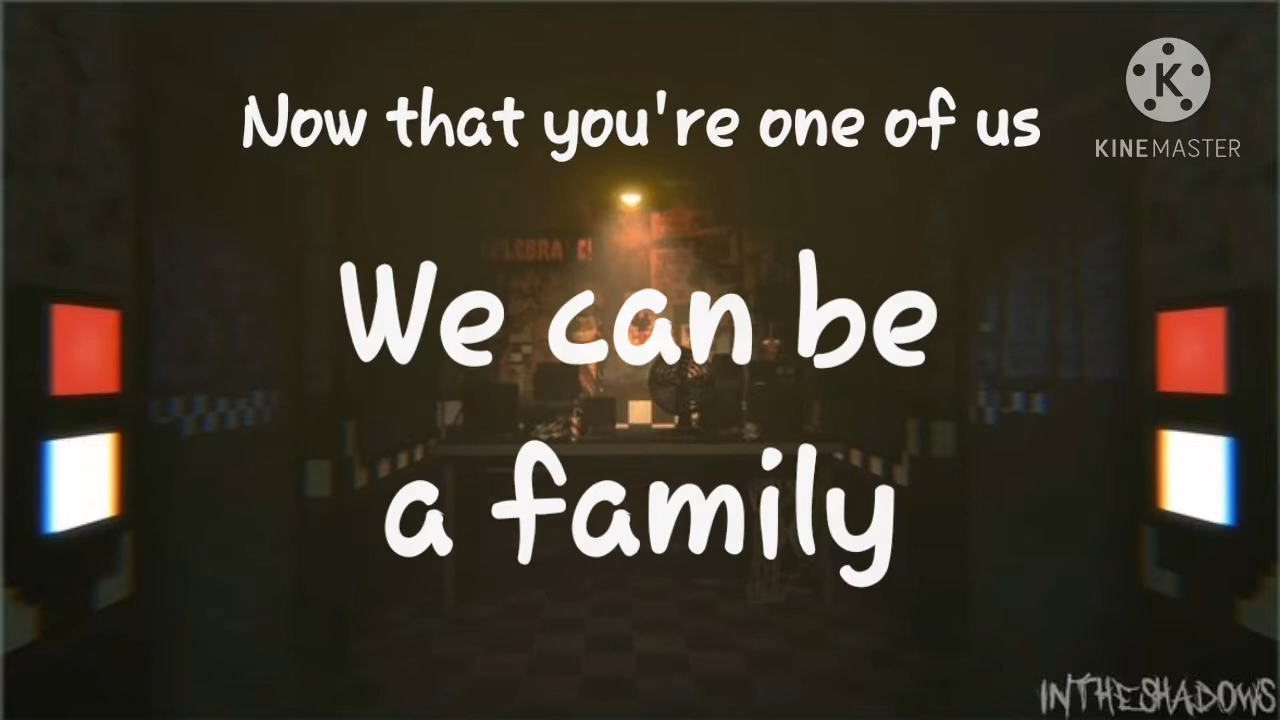 Now that you're one of us
K
KINEMASTER
We can be
a family
INTHESHADOWS